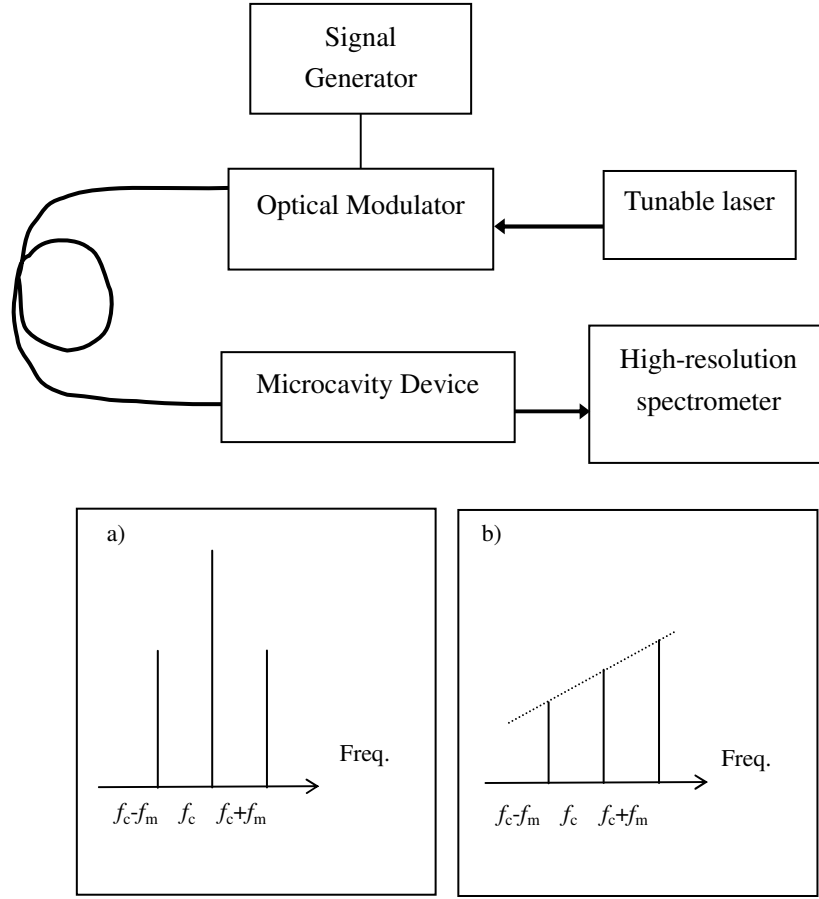 Signal
Generator
Optical Modulator
Tunable laser
Microcavity Device
High-resolution
spectrometer
a)
Freq.
fc-fm fc fc+fm
b)
Freq.
fc-fm fc fc+fm